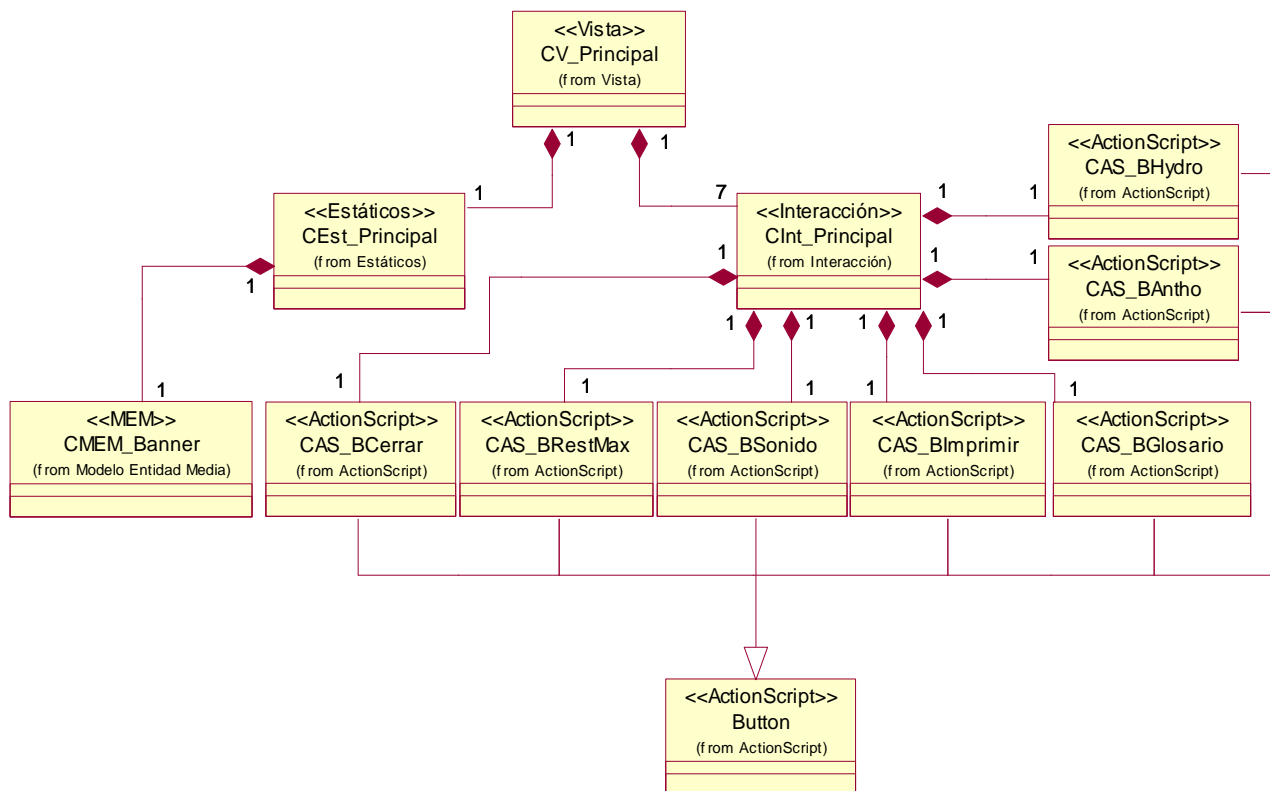 <<Vista>>
CV_Principal
(from Vista)
1
1
1
7
<<Estáticos>>
CEst_Principal
(from Estáticos)
1
<<Interacción>>
CInt_Principal
(from Interacción)
1
1
1
1
1
1
1
<<ActionScript>>
CAS_BHydro
(from ActionScript)
1
<<ActionScript>>
CAS_BAntho
(from ActionScript)
1
1
1
1
1
1
1
<<MEM>>
CMEM_Banner
(from Modelo Entidad Media)
<<ActionScript>>
CAS_BCerrar
(from ActionScript)
<<ActionScript>>
CAS_BRestMax
(from ActionScript)
<<ActionScript>>
CAS_BSonido
(from ActionScript)
<<ActionScript>>
CAS_BImprimir
(from ActionScript)
<<ActionScript>>
CAS_BGlosario
(from ActionScript)
<<ActionScript>>
Button
(from ActionScript)